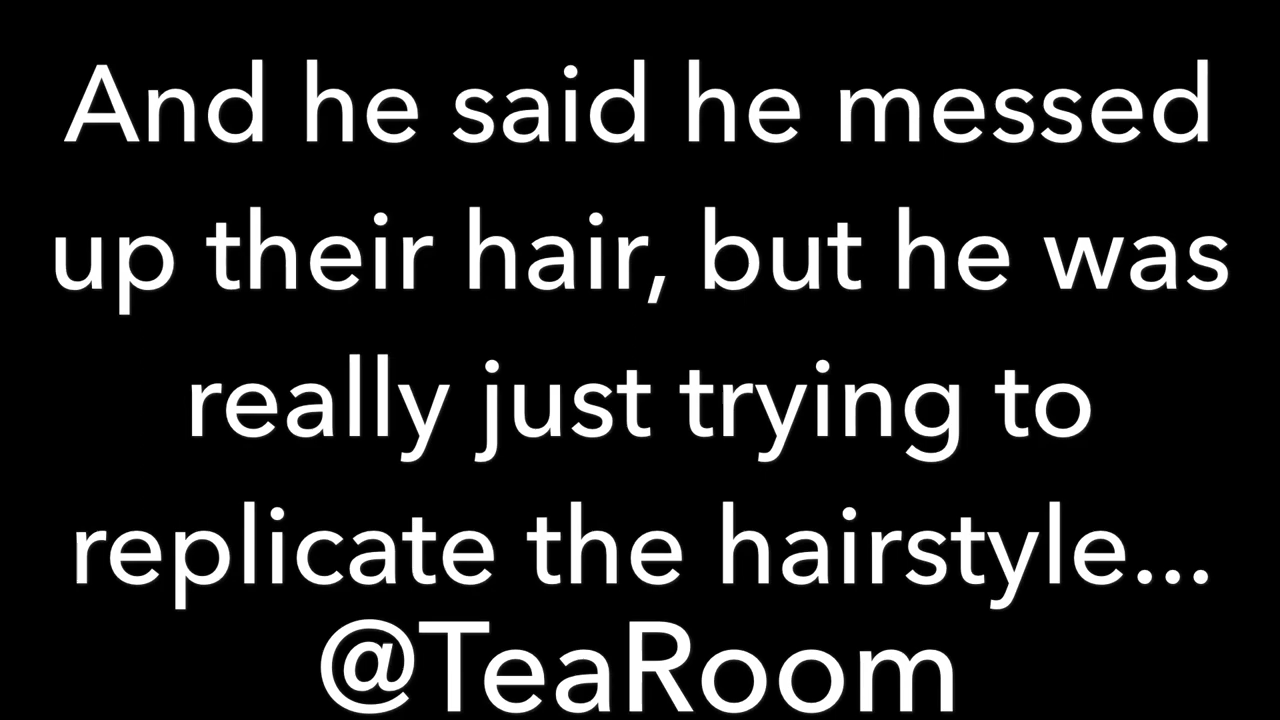 And he said he messed
up their hair, but he was
really just trying to
replicate the hairstyle...
@TeaRoom